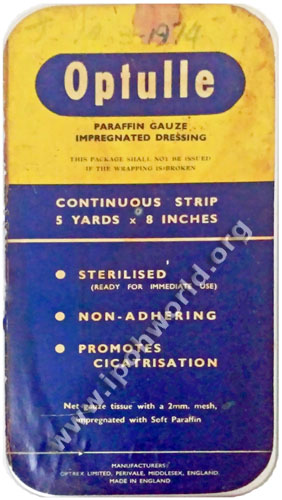 1974
Optulle
PARAFFIN GAUZE
IMPREGNATED DRESSING
THIS PACKAGE SHALL NOT BE ISSUED
IF THE WRAPPING IS BROKEN
CONTINUOUS STRIP
5 YARDS x 8 INCHES
● STERILISED
(READY FOR IMMEDIATE USE)
● NON-ADHERING
● PROMOTES
CICATRISATION
Net gauze tissue with a 2mm. mesh,
impregnated with Soft Paraffin
MANUFACTURERS:
OPTREX LIMITED, PERIVALE, MIDDLESEX, ENGLAND.
MADE IN ENGLAND
www.iponworld.org